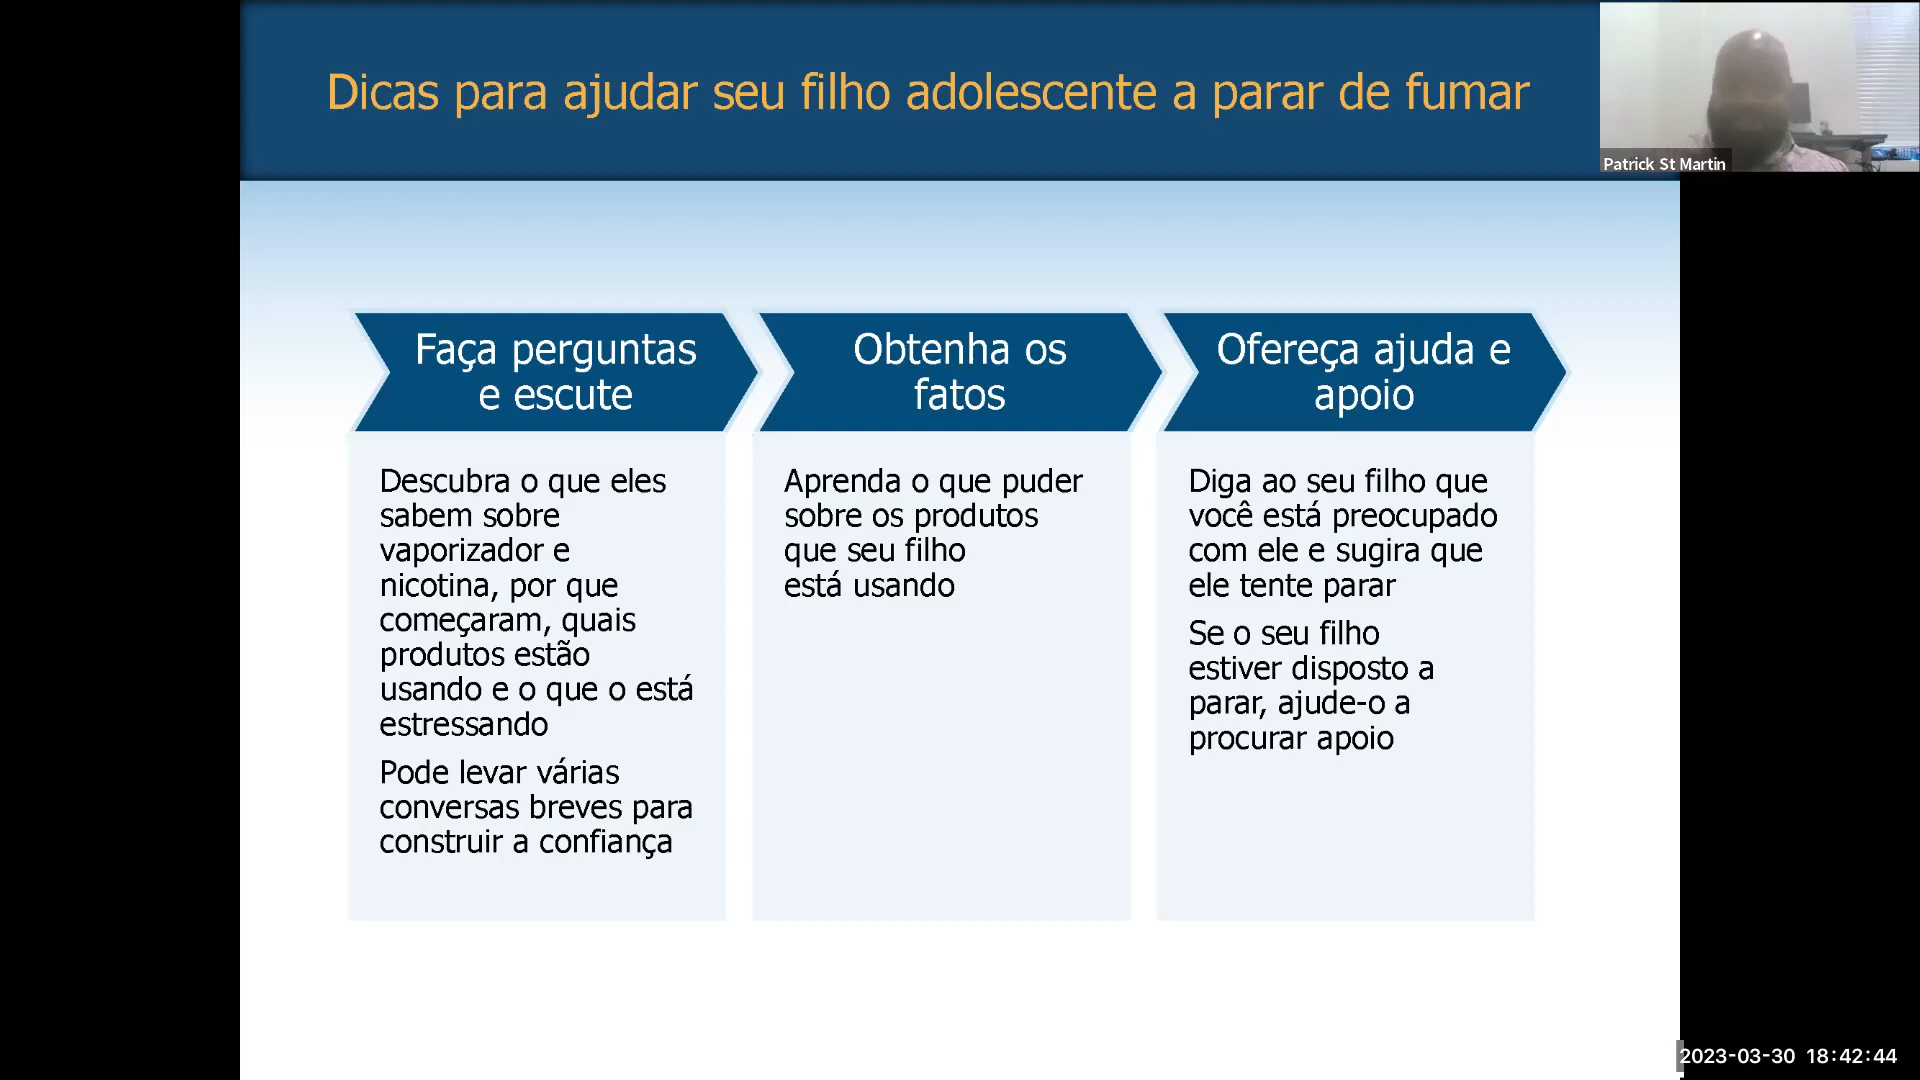 Dicas para ajudar seu filho adolescente a parar de fumar
Patrick St Martin
Faça perguntas
e escute
Descubra o que eles
sabem sobre
vaporizador e
nicotina, por que
começaram, quais
produtos estão
usando e o que o está
estressando
Pode levar várias
conversas breves para
construir a confiança
Obtenha os
fatos
Aprenda o que puder
sobre os produtos
que seu filho
está usando
Ofereça ajuda e
apoio
Diga ao seu filho que
você está preocupado
com ele e sugira que
ele tente parar
Se o seu filho
estiver disposto a
parar, ajude-o a
procurar apoio
2023-03-30 18:42:44